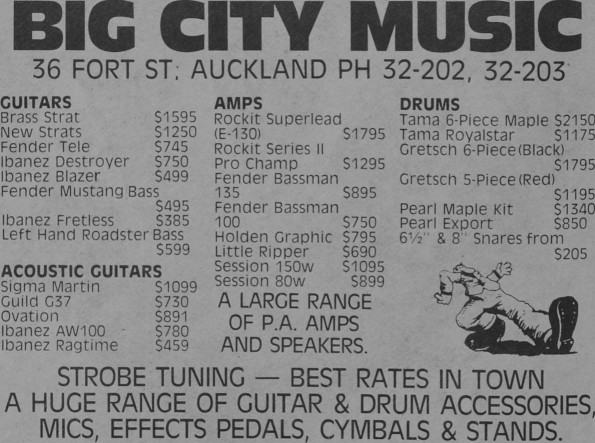 BIG CITY MUSIC
36 FORT ST; AUCKLAND PH 32-202, 32-203
GUITARS
Brass Strat $1595
New Strats $1250
Fender Tele $745
Ibanez Destroyer $750
Ibanez Blazer $499
Fender Mustang Bass
$495
Ibanez Fretless $385
Left Hand Roadster Bass
$599
ACOUSTIC GUITARS
Sigma Martin $1099
Guild G37 $730
Ovation $891
Ibanez AW100 $780
Ibanez Ragtime $459
AMPS
Rockit Superlead
(E-130) $1795
Rockit Series II
Pro Champ $1295
Fender Bassman
135 $895
Fender Bassman
100 $750
Holden Graphic $795
Little Ripper $690
Session 150w $1095
Session 80w $899
A LARGE RANGE
OF P.A. AMPS
AND SPEAKERS.
DRUMS
Tama 6-Piece Maple $2150
Tama Royalstar $1175
Gretsch 6-Piece (Black)
$1795
Gretsch 5-Piece (Red)
$1195
Pearl Maple Kit $1340
Pearl Export $850
6½" & 8" Snares from
$205
STROBE TUNING — BEST RATES IN TOWN
A HUGE RANGE OF GUITAR & DRUM ACCESSORIES,
MICS, EFFECTS PEDALS, CYMBALS & STANDS.